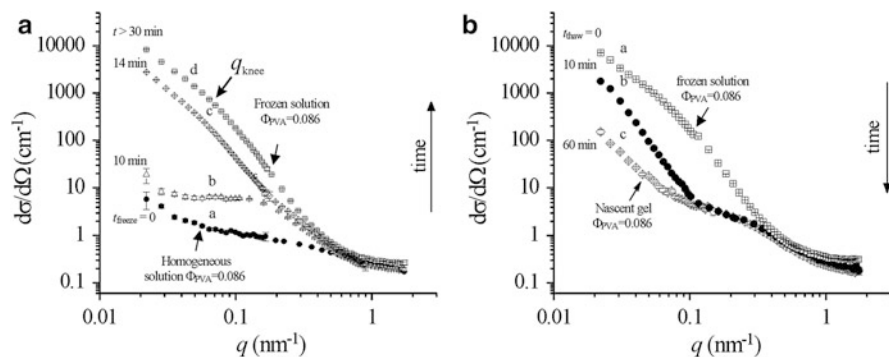 a
t > 30 min
14 min
10 min
t_freeze = 0
d
q_knee
c
b
a
Frozen solution
Φ_PVA=0.086
Homogeneous
solution Φ_PVA=0.086
time
10000
1000
100
10
1
0.1
dσ/dΩ (cm⁻¹)
0.01
0.1
1
q (nm⁻¹)
b
t_thaw = 0
10 min
60 min
a
b
c
frozen solution
Φ_PVA=0.086
Nascent gel
Φ_PVA=0.086
time
10000
1000
100
10
1
0.1
dσ/dΩ (cm⁻¹)
0.01
0.1
1
q (nm⁻¹)